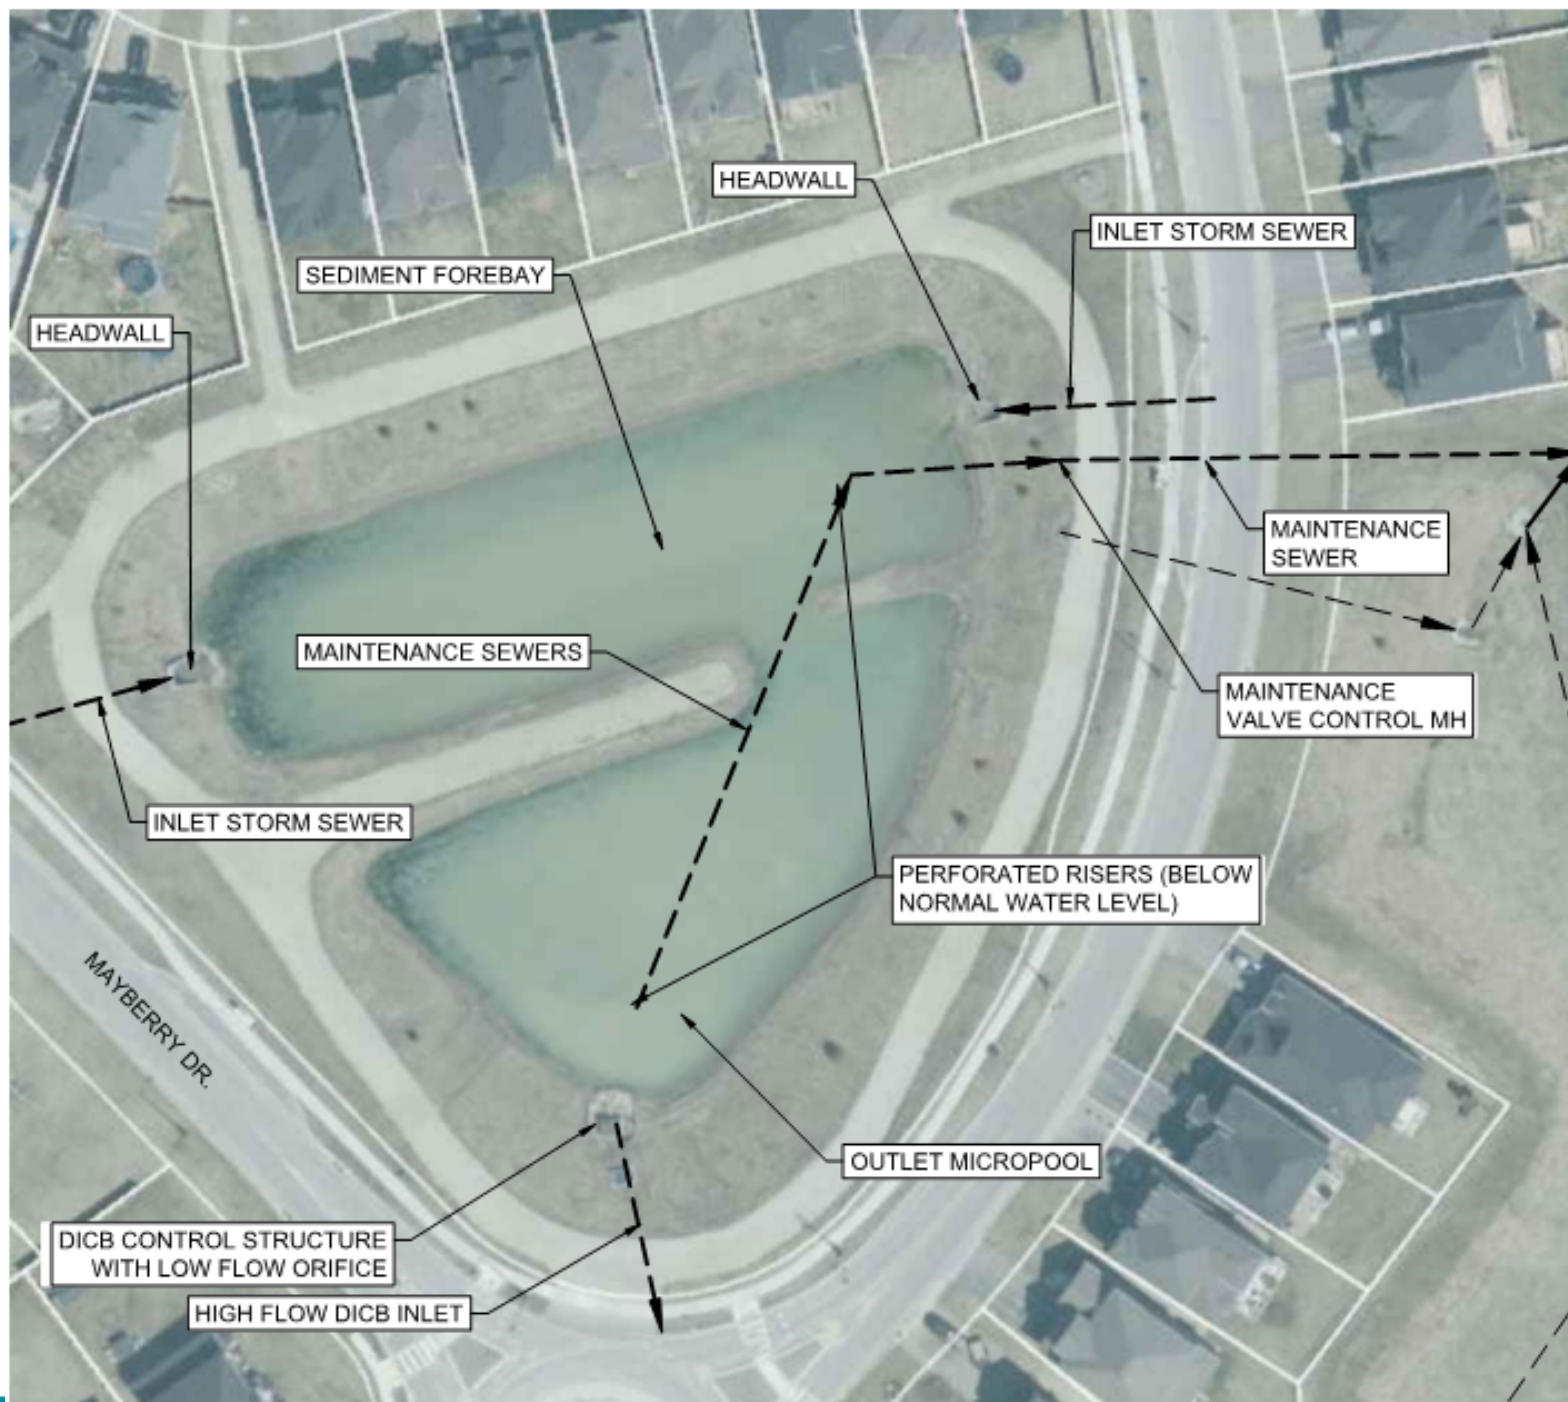 HEADWALL
INLET STORM SEWER
SEDIMENT FOREBAY
HEADWALL
MAINTENANCE
SEWER
MAINTENANCE SEWERS
MAINTENANCE
VALVE CONTROL MH
INLET STORM SEWER
PERFORATED RISERS (BELOW
NORMAL WATER LEVEL)
MAYBERRY DR.
OUTLET MICROPOOL
DICB CONTROL STRUCTURE
WITH LOW FLOW ORIFICE
HIGH FLOW DICB INLET